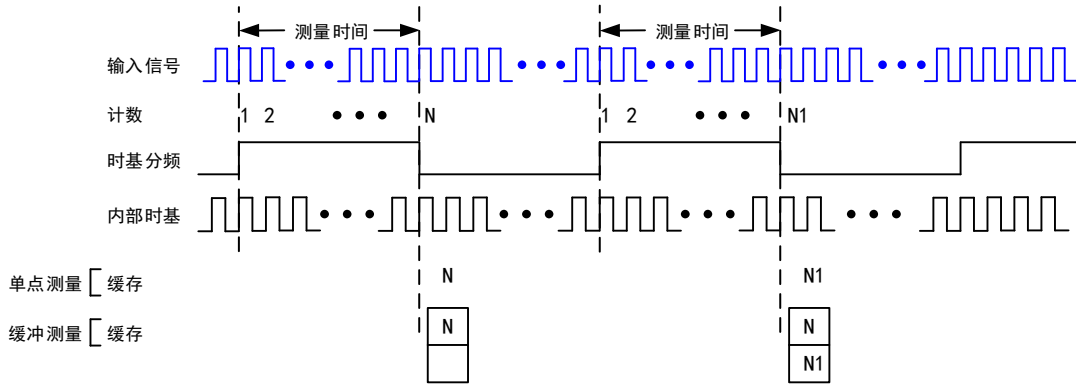 测量时间 测量时间
输入信号
计数 1 2 N 1 2 N1
时基分频
内部时基
单点测量 缓存 N N1
缓冲测量 缓存 N N
N1